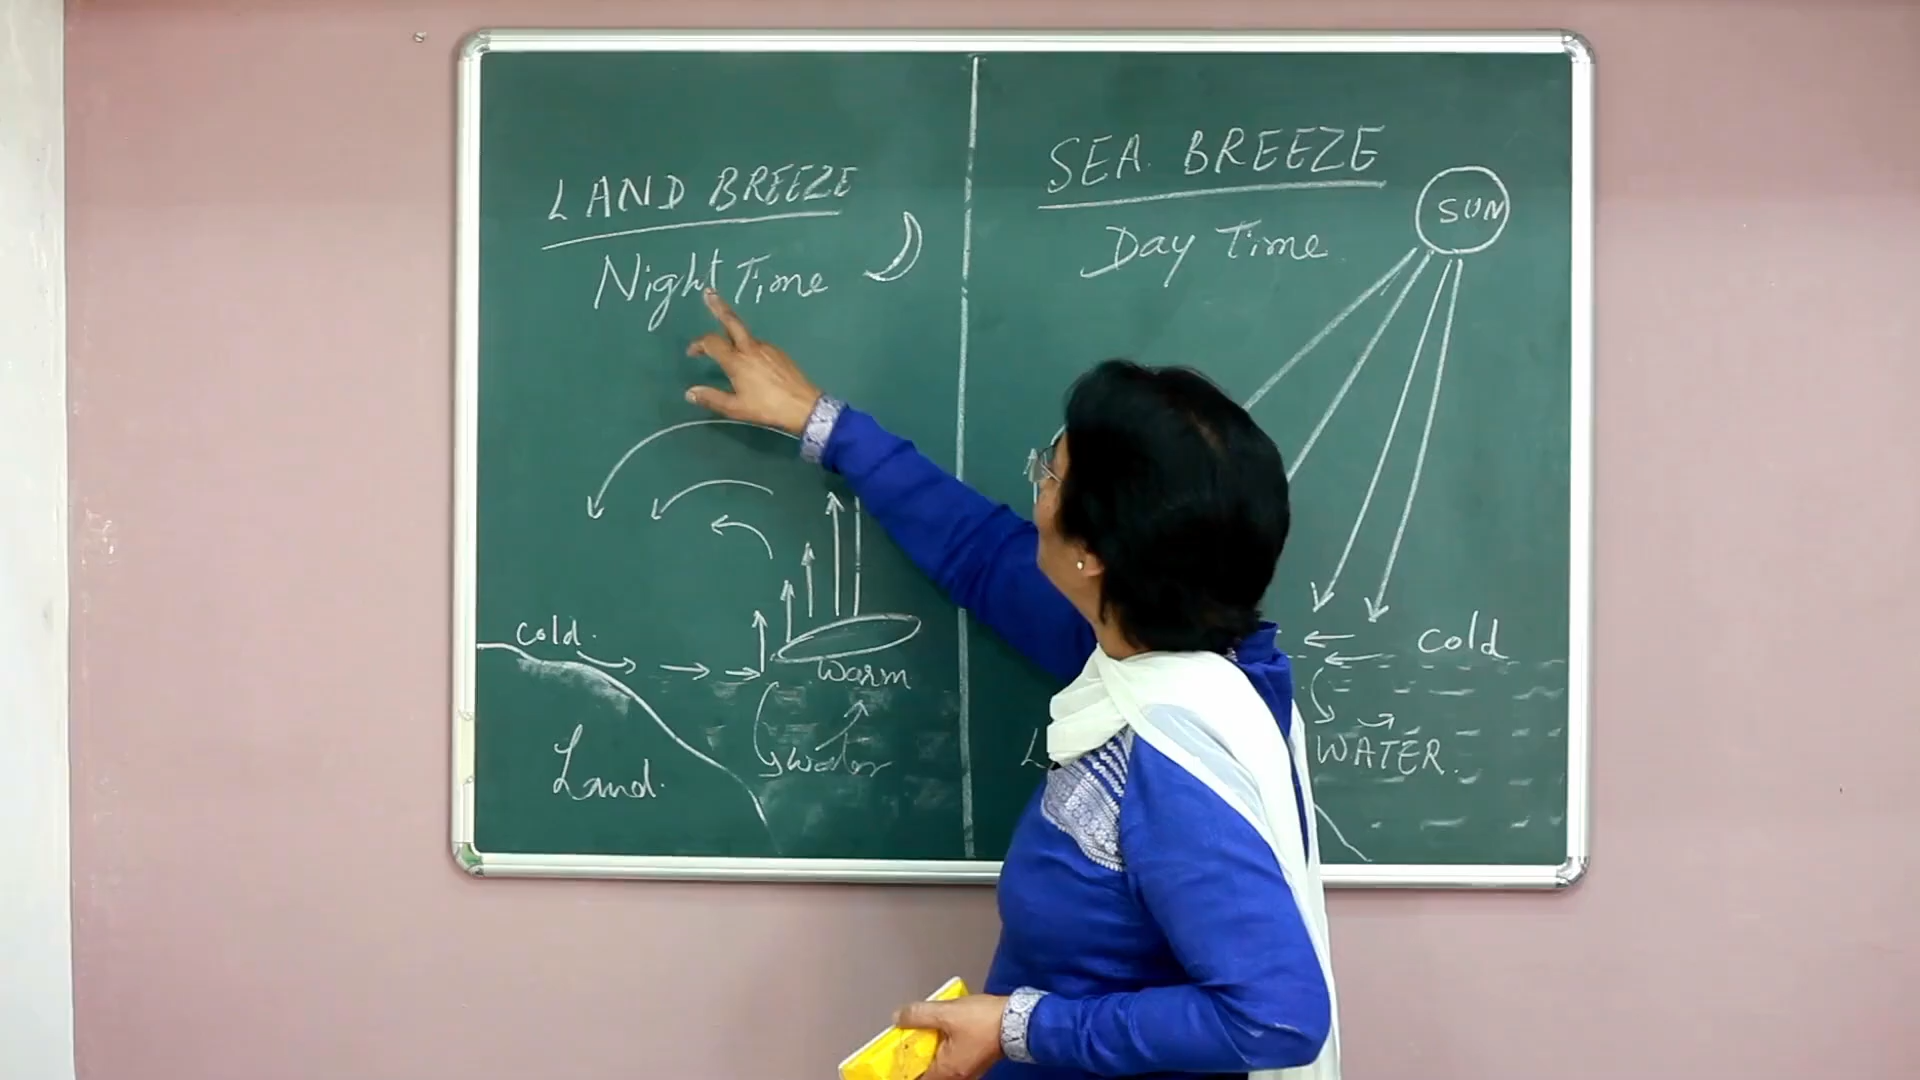 LAND BREEZE
Night Time
cold.
warm
Land.
water
SEA BREEZE
Day Time
SUN
cold
WATER.